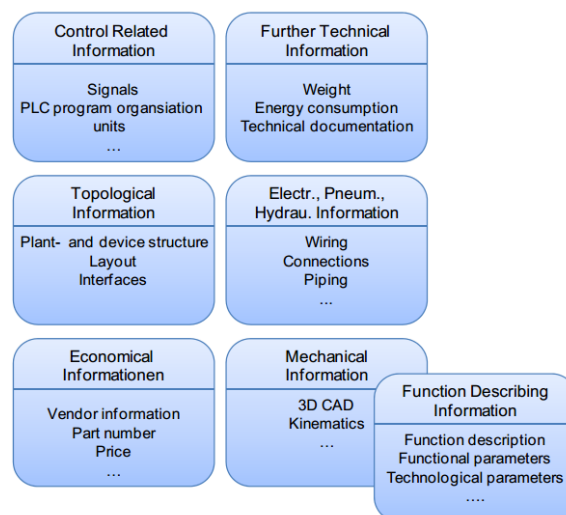 Control Related
Information
Signals
PLC program organsiation
units
...
Further Technical
Information
Weight
Energy consumption
Technical documentation
Topological
Information
Plant- and device structure
Layout
Interfaces
Electr., Pneum.,
Hydrau. Information
Wiring
Connections
Piping
...
Economical
Informationen
Vendor information
Part number
Price
...
Mechanical
Information
3D CAD
Kinematics
...
Function Describing
Information
Function description
Functional parameters
Technological parameters
....